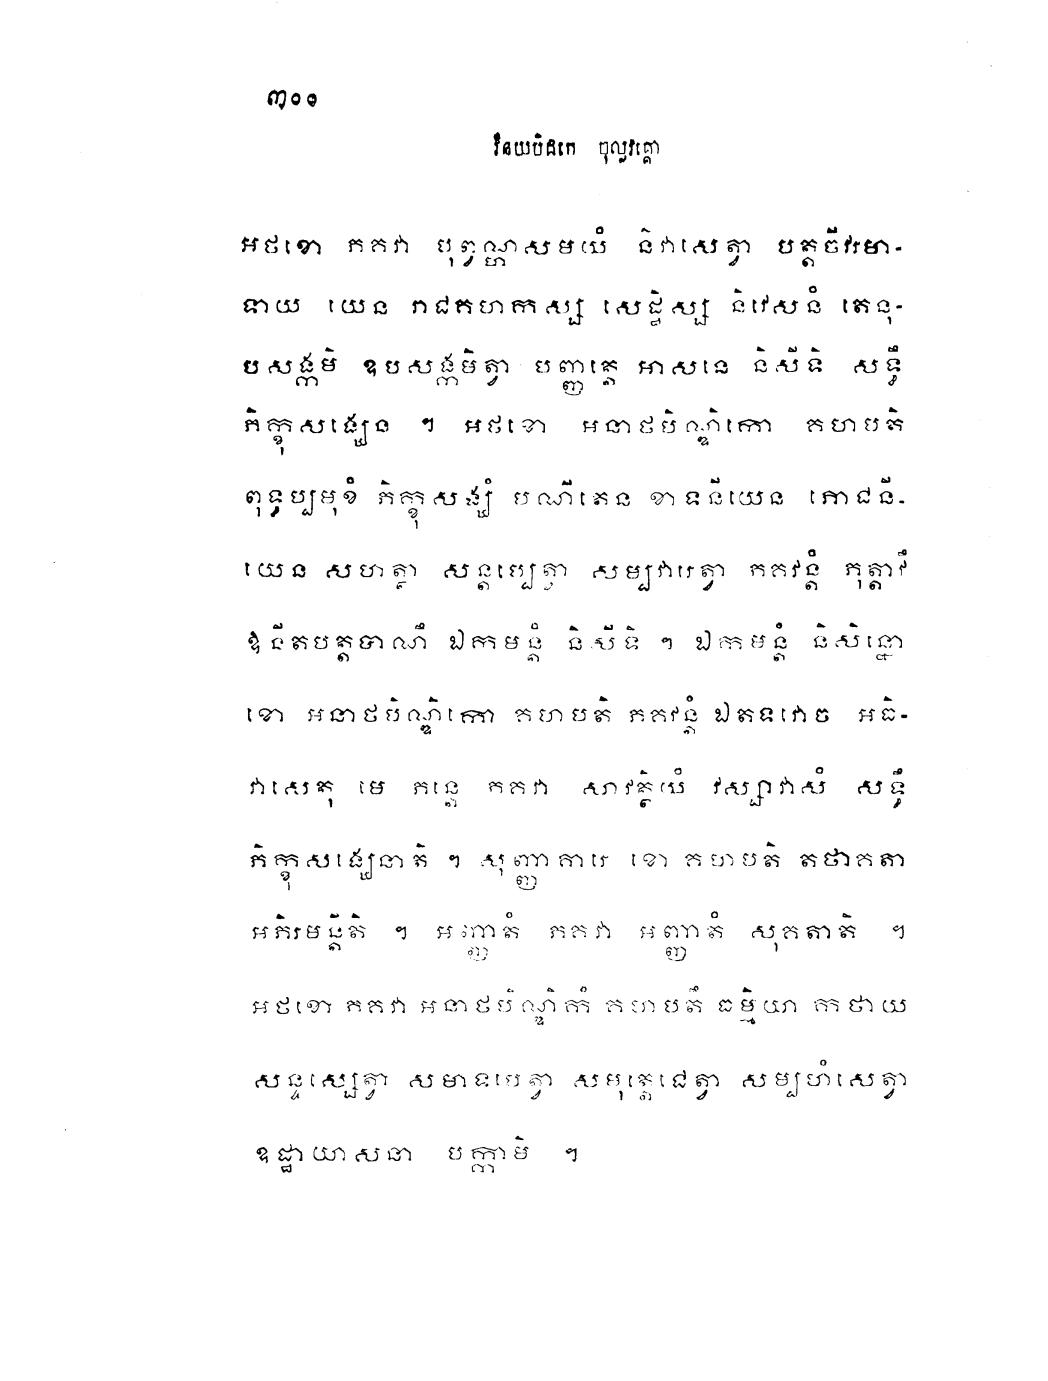 ៣០០
វិនយបិដកេ ចុល្លវគ្គោ
អថខោ ភគវា បុព្វណ្ហសមយំ និវាសេត្វា បត្តចីវរមា-
ទាយ យេន រាជគហកស្ស សេដ្ឋិស្ស និវេសនំ តេនុ-
បសង្កមិ ឧបសង្កមិត្វា បញ្ញត្តេ អាសនេ និសីទិ សទ្ធឹ
ភិក្ខុសង្ឃេន ។ អថខោ អនាថបិណ្ឌិកោ គហបតិ
ពុទ្ធប្បមុខំ ភិក្ខុសង្ឃំ បណីតេន ខាទនីយេន ភោជនី-
យេន សហត្ថា សន្តប្បេត្វា សម្បវារេត្វា ភគវន្តំ ភុត្តាវឹ
ឱនីតបត្តបាណឹ ឯកមន្តំ និសីទិ ។ ឯកមន្តំ និសិន្នោ
ខោ អនាថបិណ្ឌិកោ គហបតិ ភគវន្តំ ឯតទវោច អធិ-
វាសេតុ មេ ភន្តេ ភគវា សាវត្ថិយំ វស្សាវាសំ សទ្ធឹ
ភិក្ខុសង្ឃេនាតិ ។ សុញ្ញាគារេ ខោ គហបតិ តថាគតា
អភិរមន្តីតិ ។ អញ្ញាតំ ភគវា អញ្ញាតំ សុគតាតិ ។
អថខោ ភគវា អនាថបិណ្ឌិកំ គហបតឹ ធម្មិយា កថាយ
សន្ទស្សេត្វា សមាទបេត្វា សមុត្តេជេត្វា សម្បហំសេត្វា
ឧដ្ឋាយាសនា បក្កាមិ ។